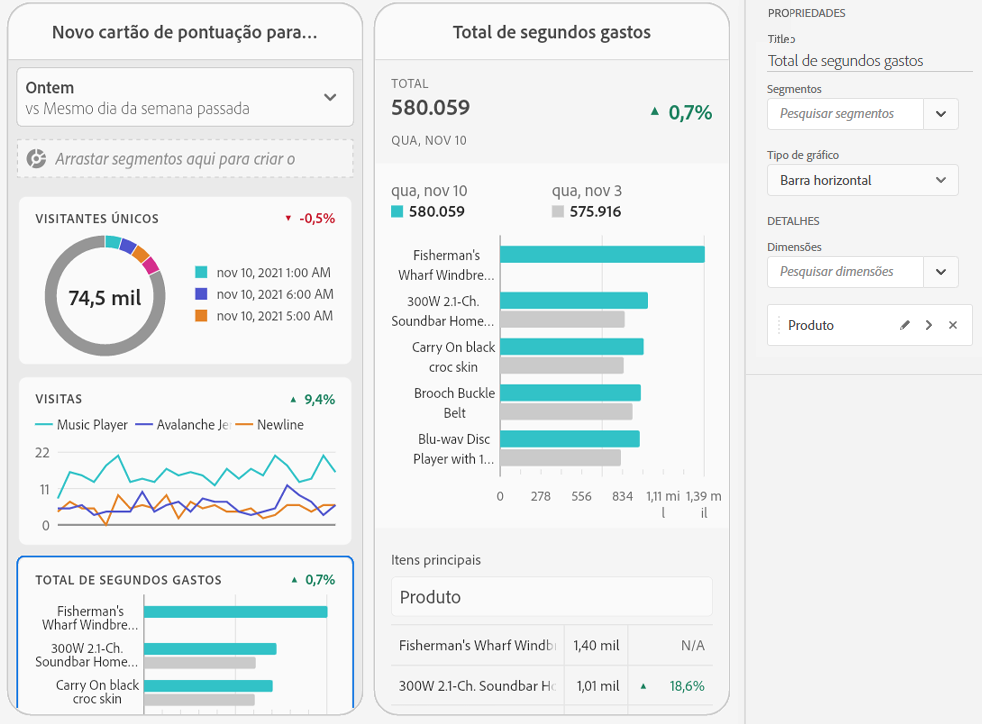 Novo cartão de pontuação para...
Ontem
vs Mesmo dia da semana passada
Arrastar segmentos aqui para criar o
VISITANTES ÚNICOS
-0,5%
74,5 mil
nov 10, 2021 1:00 AM
nov 10, 2021 6:00 AM
nov 10, 2021 5:00 AM
VISITAS
9,4%
Music Player
Avalanche Je
Newline
22
11
0
TOTAL DE SEGUNDOS GASTOS
0,7%
Fisherman's
Wharf Windbre...
300W 2.1-Ch.
Soundbar Home...
Carry On black
croc skin
Total de segundos gastos
TOTAL
580.059
0,7%
QUA, NOV 10
qua, nov 10
580.059
qua, nov 3
575.916
Fisherman's
Wharf Windbre...
300W 2.1-Ch.
Soundbar Home...
Carry On black
croc skin
Brooch Buckle
Belt
Blu-wav Disc
Player with 1...
0 278 556 834 1,11 mi 1,39 m
l il
Itens principais
Produto
Fisherman's Wharf Windb 1,40 mil N/A
300W 2.1-Ch. Soundbar Ho 1,01 mil 18,6%
PROPRIEDADES
Título
Total de segundos gastos
Segmentos
Pesquisar segmentos
Tipo de gráfico
Barra horizontal
DETALHES
Dimensões
Pesquisar dimensões
Produto